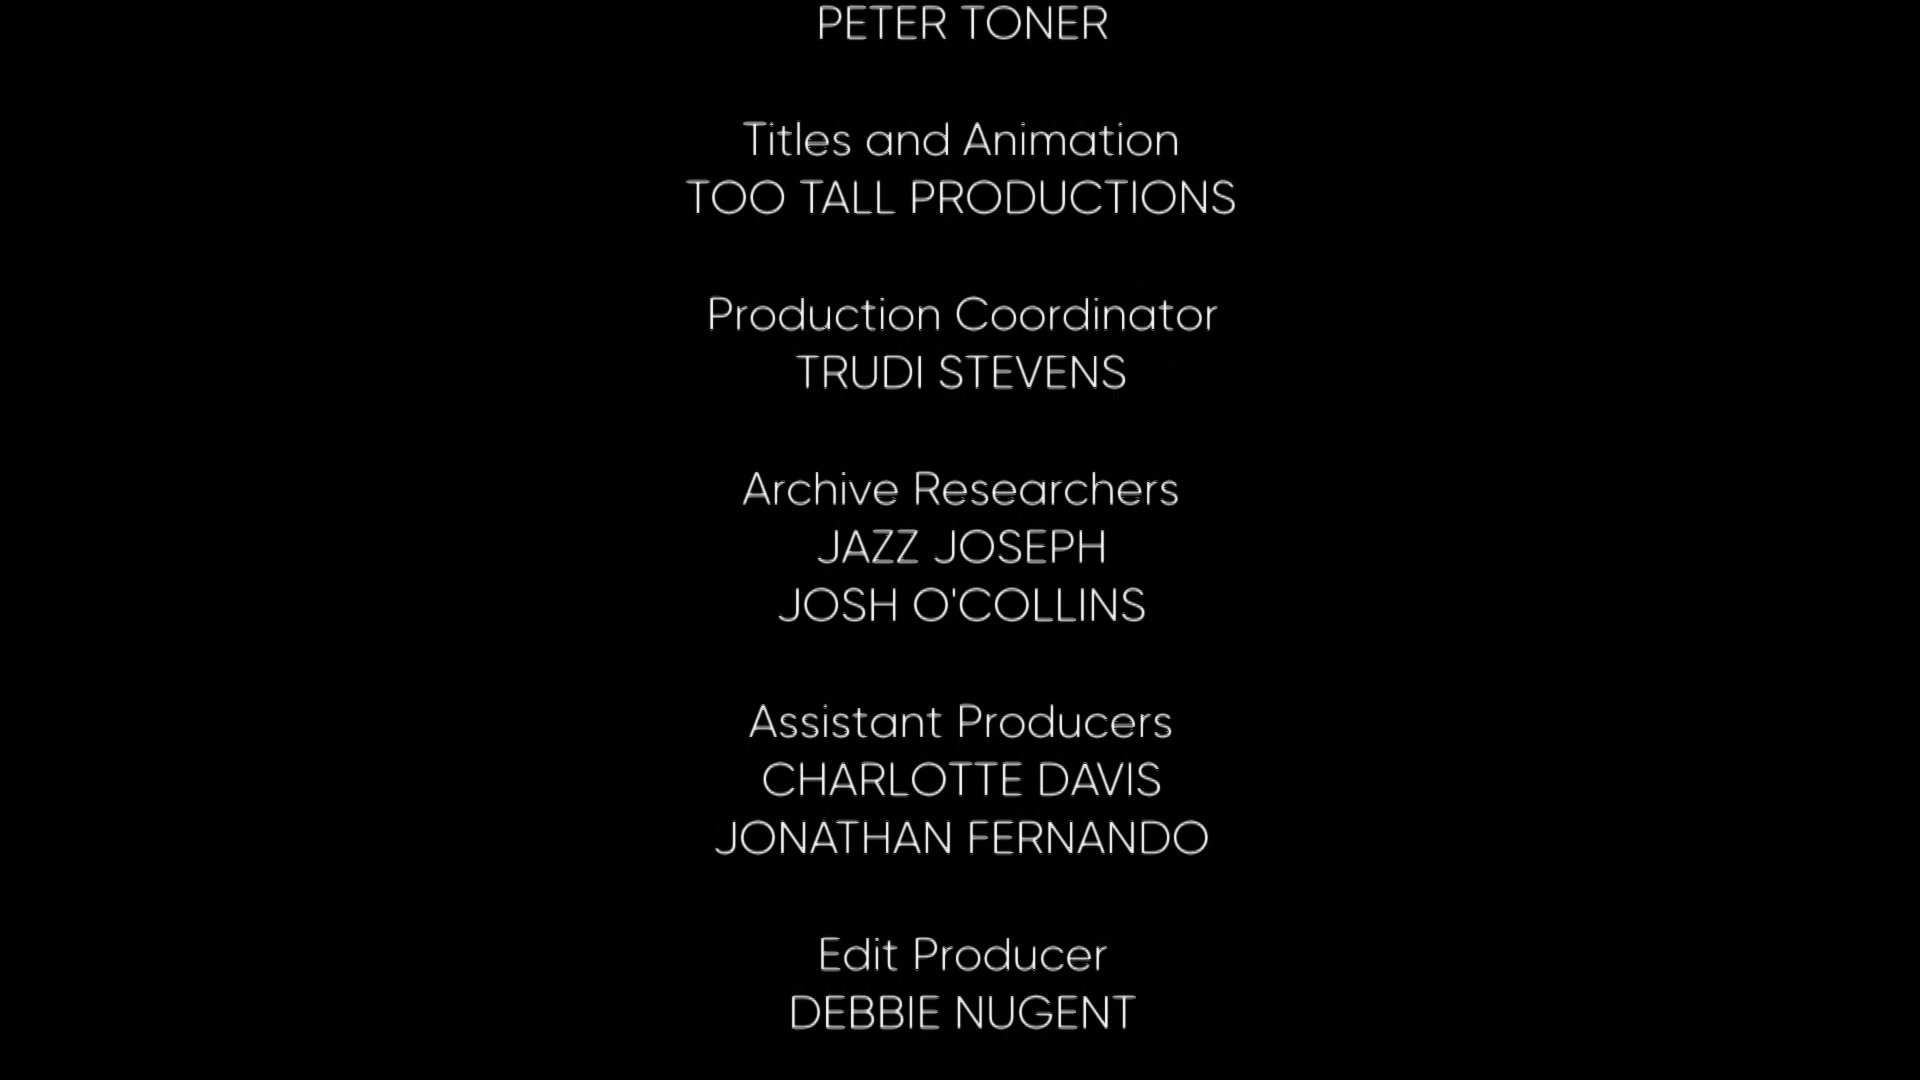 PETER TONER
Titles and Animation
TOO TALL PRODUCTIONS
Production Coordinator
TRUDI STEVENS
Archive Researchers
JAZZ JOSEPH
JOSH O'COLLINS
Assistant Producers
CHARLOTTE DAVIS
JONATHAN FERNANDO
Edit Producer
DEBBIE NUGENT